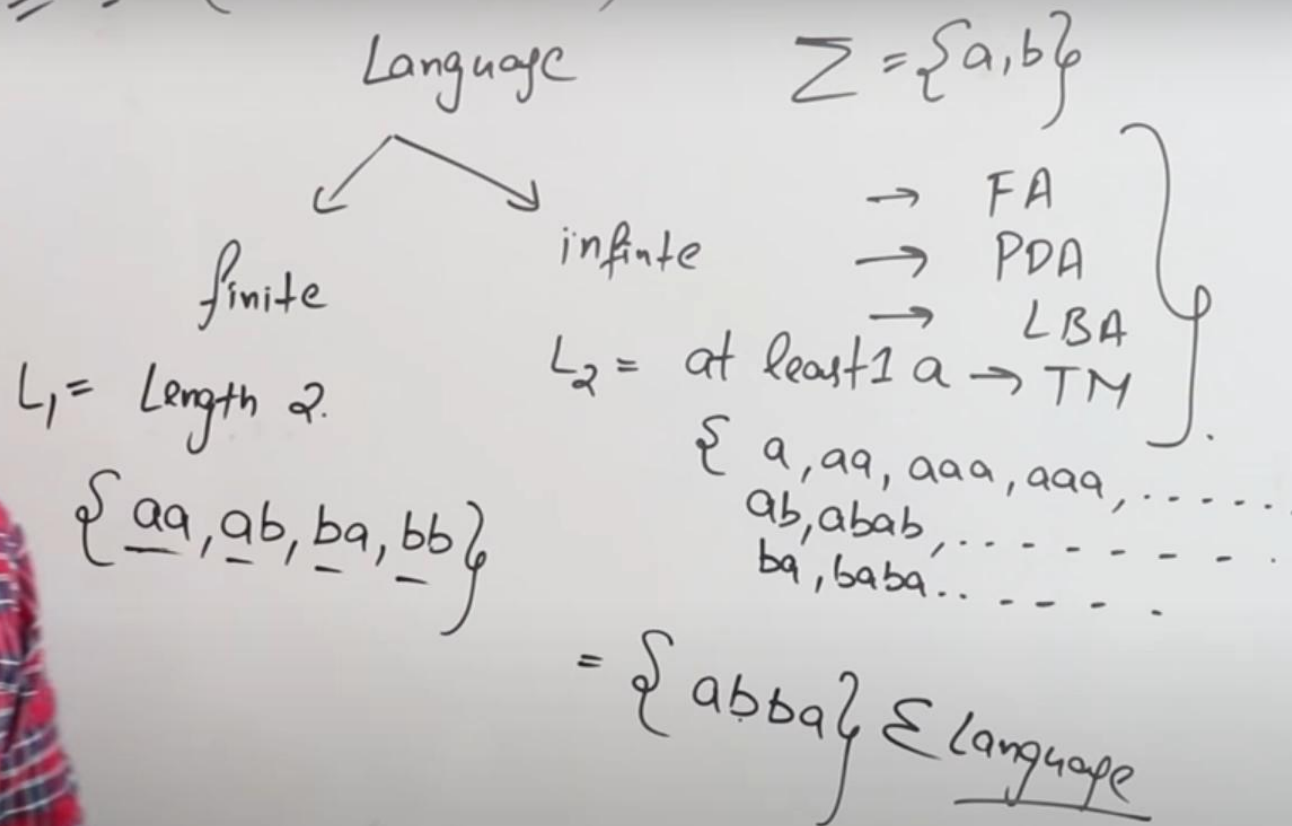 Language
Σ = {a,b}
finite
infinte
→ FA
→ PDA
→ LBA
→ TM
L₁ = Length 2.
{aa, ab, ba, bb}
L₂ = at least 1 a
{ a, aa, aaa, aaa, .....
ab, abab, ..- - - - - - .
ba, baba.. - - - .
= {abba} Ɛ Language